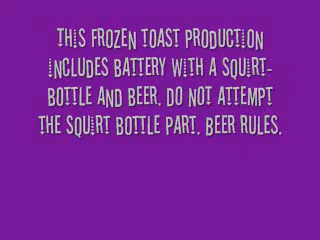 THIS FROZEN TOAST PRODUCTION
INCLUDES BATTERY WITH A SQUIRT-
BOTTLE AND BEER. DO NOT ATTEMPT
THE SQUIRT BOTTLE PART. BEER RULES.